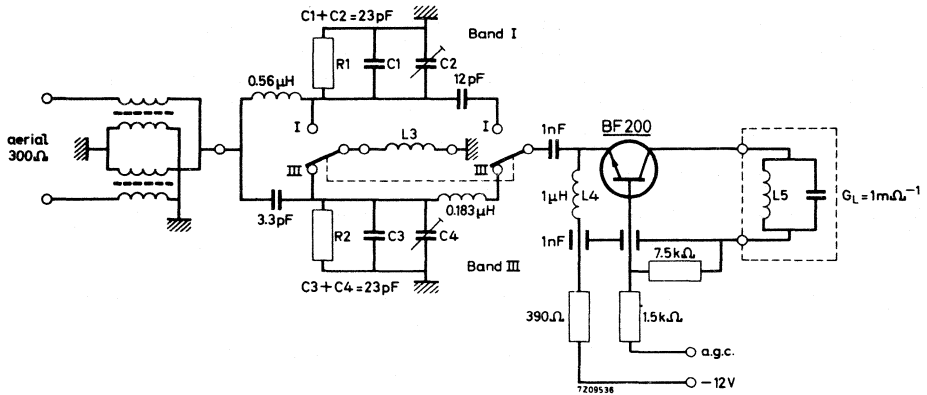 C1+C2=23pF
Band I
R1
C1
C2
12pF
0.56µH
aerial
300Ω
I
I
L3
III
III
1nF
BF200
3.3pF
0.183µH
1µH
L4
L5
G_L=1mΩ⁻¹
R2
C3
C4
1nF
7.5kΩ
Band III
C3+C4=23pF
390Ω
1.5kΩ
a.g.c.
−12V
7Z09536